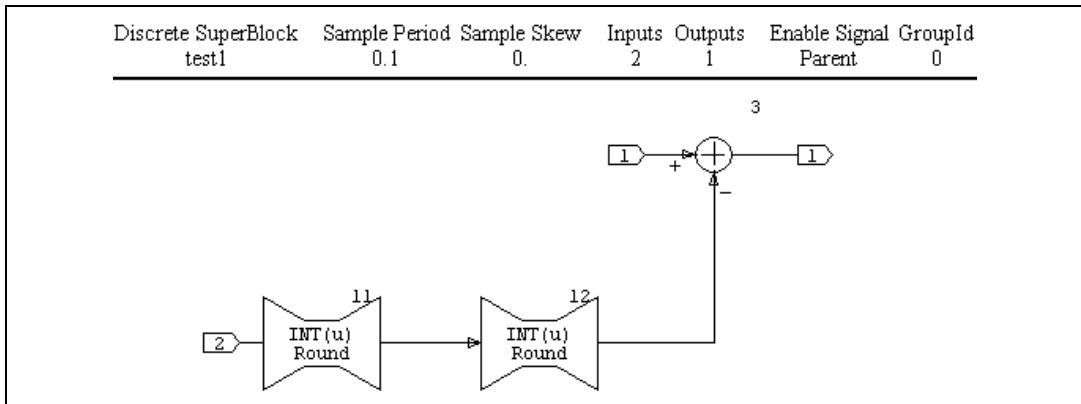 Discrete SuperBlock Sample Period Sample Skew Inputs Outputs Enable Signal GroupId
test1 0.1 0. 2 1 Parent 0
3
1 + 1
–
11 12
2 INT(u) INT(u)
Round Round